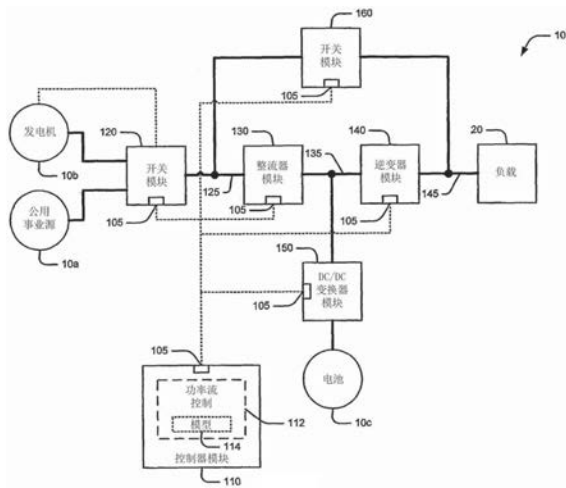 160
开关
模块
105
10
发电机
10b
120
开关
模块
105
125
130
整流器
模块
105
135
140
逆变器
模块
105
20
负载
145
公用
事业源
10a
150
DC/DC
变换器
模块
105
电池
10c
105
功率流
控制
模型
112
114
控制器模块
110